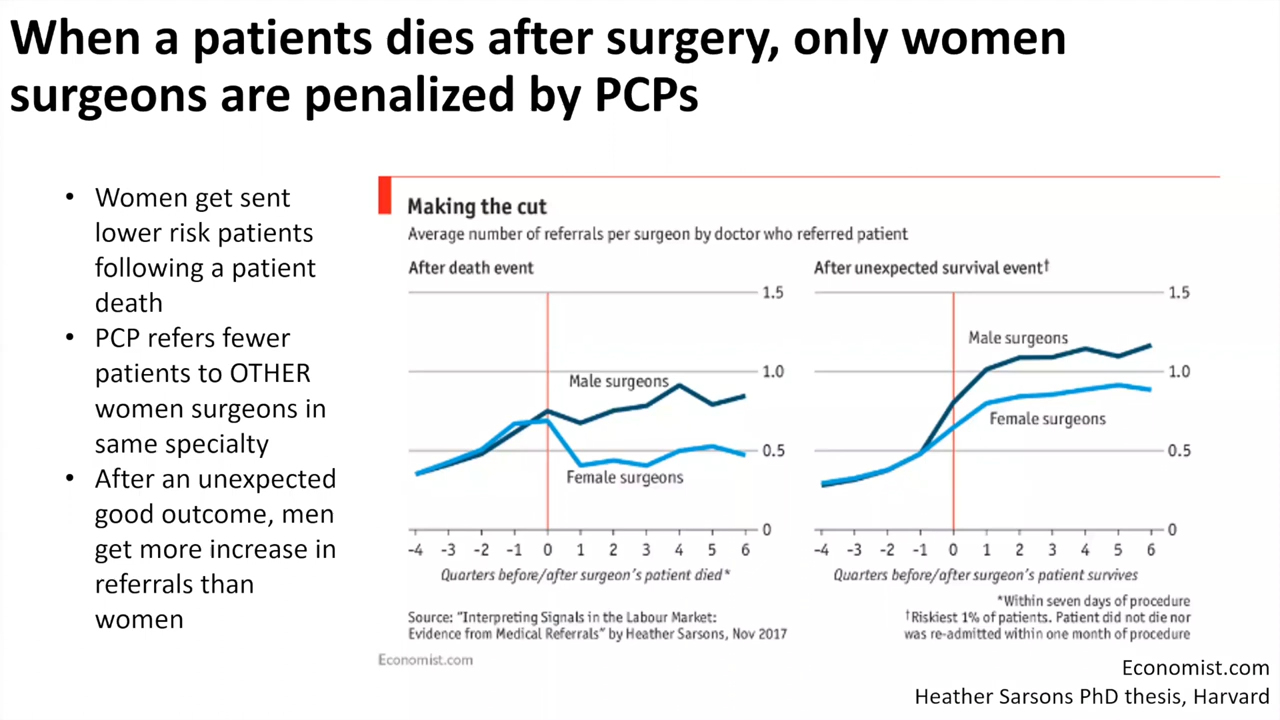 When a patients dies after surgery, only women
surgeons are penalized by PCPs
• Women get sent
lower risk patients
following a patient
death
• PCP refers fewer
patients to OTHER
women surgeons in
same specialty
• After an unexpected
good outcome, men
get more increase in
referrals than
women
Making the cut
Average number of referrals per surgeon by doctor who referred patient
After death event
1.5
1.0
0.5
0
Male surgeons
Female surgeons
-4 -3 -2 -1 0 1 2 3 4 5 6
Quarters before/after surgeon's patient died*
After unexpected survival event†
1.5
1.0
0.5
0
Male surgeons
Female surgeons
-4 -3 -2 -1 0 1 2 3 4 5 6
Quarters before/after surgeon's patient survives
Source: "Interpreting Signals in the Labour Market:
Evidence from Medical Referrals" by Heather Sarsons, Nov 2017
*Within seven days of procedure
†Riskiest 1% of patients. Patient did not die nor
was re-admitted within one month of procedure
Economist.com
Economist.com
Heather Sarsons PhD thesis, Harvard